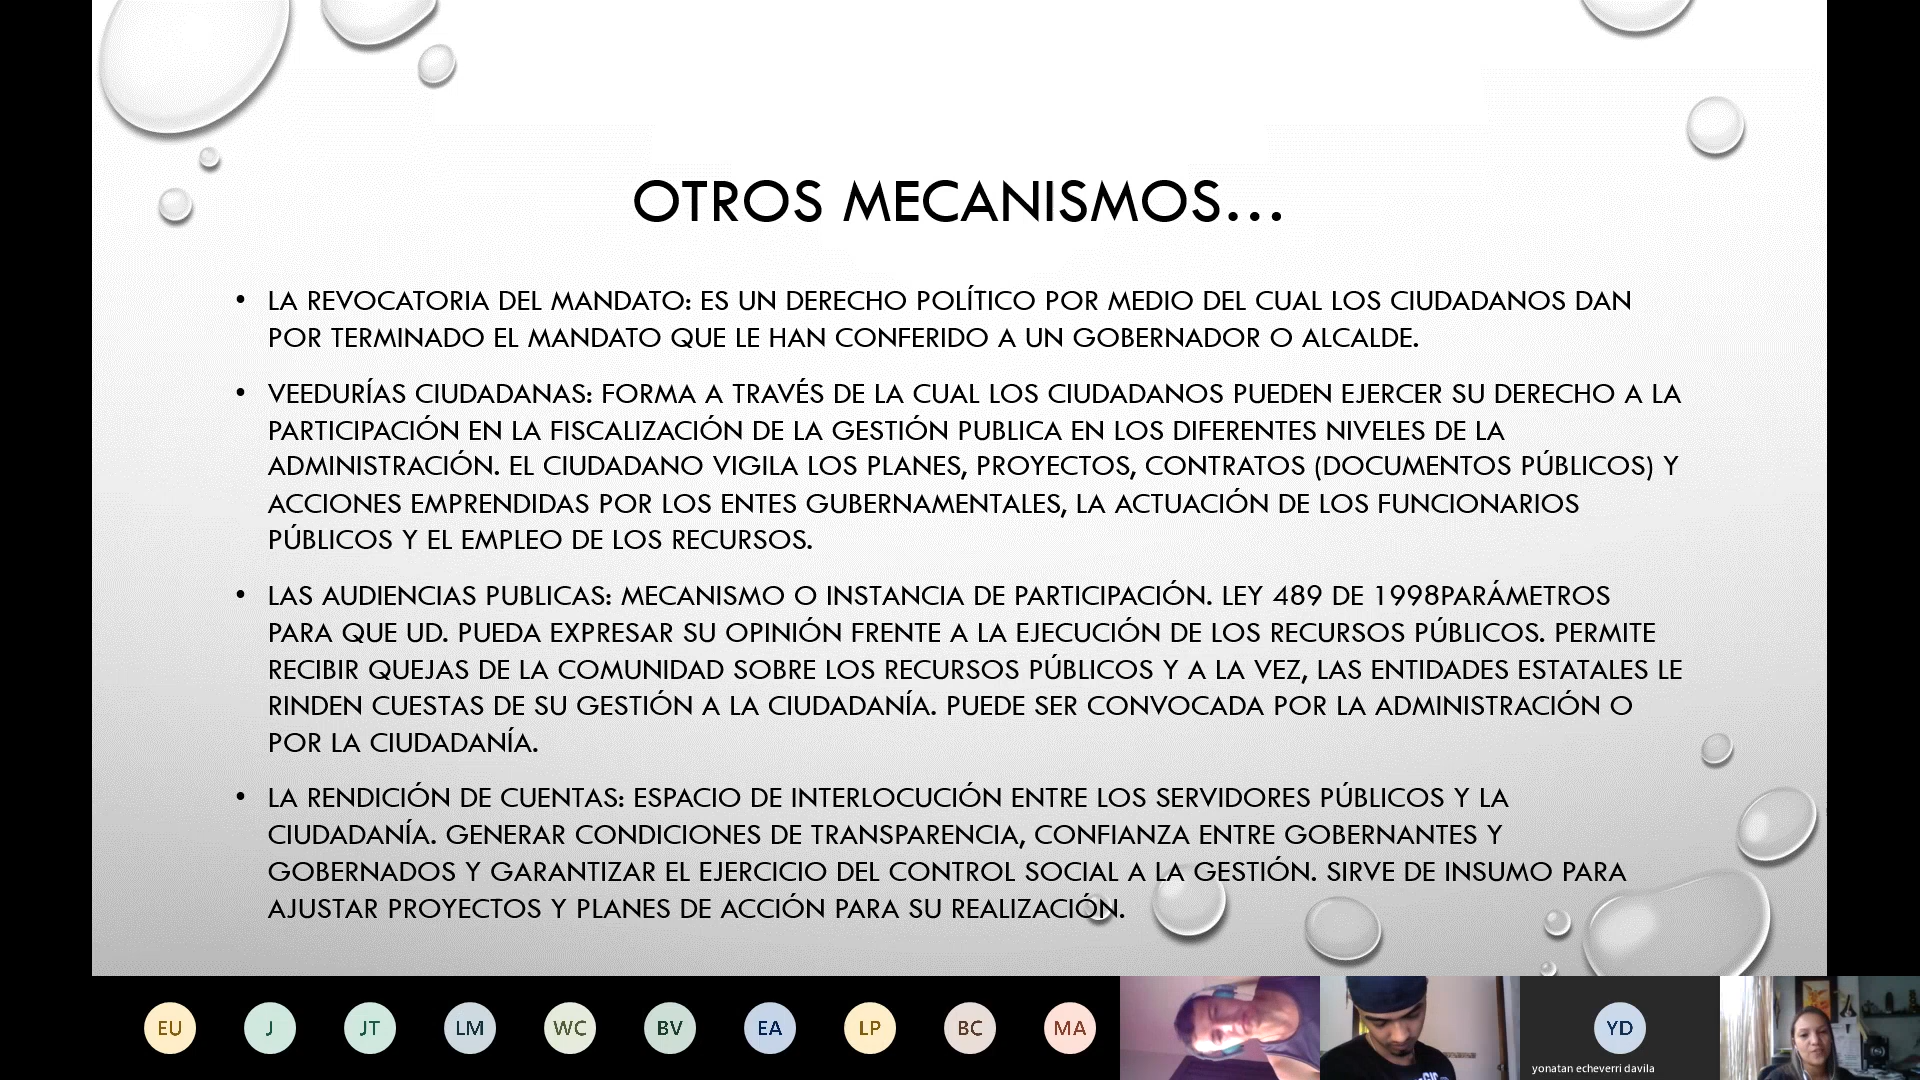 OTROS MECANISMOS...
• LA REVOCATORIA DEL MANDATO: ES UN DERECHO POLÍTICO POR MEDIO DEL CUAL LOS CIUDADANOS DAN
POR TERMINADO EL MANDATO QUE LE HAN CONFERIDO A UN GOBERNADOR O ALCALDE.
• VEEDURÍAS CIUDADANAS: FORMA A TRAVÉS DE LA CUAL LOS CIUDADANOS PUEDEN EJERCER SU DERECHO A LA
PARTICIPACIÓN EN LA FISCALIZACIÓN DE LA GESTIÓN PUBLICA EN LOS DIFERENTES NIVELES DE LA
ADMINISTRACIÓN. EL CIUDADANO VIGILA LOS PLANES, PROYECTOS, CONTRATOS (DOCUMENTOS PÚBLICOS) Y
ACCIONES EMPRENDIDAS POR LOS ENTES GUBERNAMENTALES, LA ACTUACIÓN DE LOS FUNCIONARIOS
PÚBLICOS Y EL EMPLEO DE LOS RECURSOS.
• LAS AUDIENCIAS PUBLICAS: MECANISMO O INSTANCIA DE PARTICIPACIÓN. LEY 489 DE 1998PARÁMETROS
PARA QUE UD. PUEDA EXPRESAR SU OPINIÓN FRENTE A LA EJECUCIÓN DE LOS RECURSOS PÚBLICOS. PERMITE
RECIBIR QUEJAS DE LA COMUNIDAD SOBRE LOS RECURSOS PÚBLICOS Y A LA VEZ, LAS ENTIDADES ESTATALES LE
RINDEN CUESTAS DE SU GESTIÓN A LA CIUDADANÍA. PUEDE SER CONVOCADA POR LA ADMINISTRACIÓN O
POR LA CIUDADANÍA.
• LA RENDICIÓN DE CUENTAS: ESPACIO DE INTERLOCUCIÓN ENTRE LOS SERVIDORES PÚBLICOS Y LA
CIUDADANÍA. GENERAR CONDICIONES DE TRANSPARENCIA, CONFIANZA ENTRE GOBERNANTES Y
GOBERNADOS Y GARANTIZAR EL EJERCICIO DEL CONTROL SOCIAL A LA GESTIÓN. SIRVE DE INSUMO PARA
AJUSTAR PROYECTOS Y PLANES DE ACCIÓN PARA SU REALIZACIÓN.
EU J JT LM WC BV EA LP BC MA YD
yonatan echeverri davila